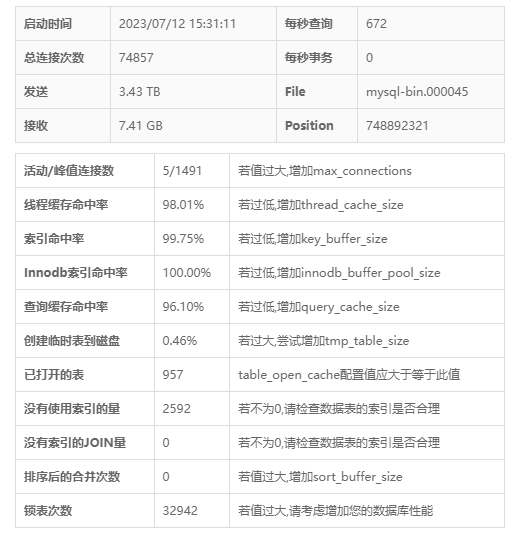 启动时间 2023/07/12 15:31:11 每秒查询 672
总连接次数 74857 每秒事务 0
发送 3.43 TB File mysql-bin.000045
接收 7.41 GB Position 748892321
活动/峰值连接数 5/1491 若值过大,增加max_connections
线程缓存命中率 98.01% 若过低,增加thread_cache_size
索引命中率 99.75% 若过低,增加key_buffer_size
Innodb索引命中率 100.00% 若过低,增加innodb_buffer_pool_size
查询缓存命中率 96.10% 若过低,增加query_cache_size
创建临时表到磁盘 0.46% 若过大,尝试增加tmp_table_size
已打开的表 957 table_open_cache配置值应大于等于此值
没有使用索引的量 2592 若不为0,请检查数据表的索引是否合理
没有索引的JOIN量 0 若不为0,请检查数据表的索引是否合理
排序后的合并次数 0 若值过大,增加sort_buffer_size
锁表次数 32942 若值过大,请考虑增加您的数据库性能